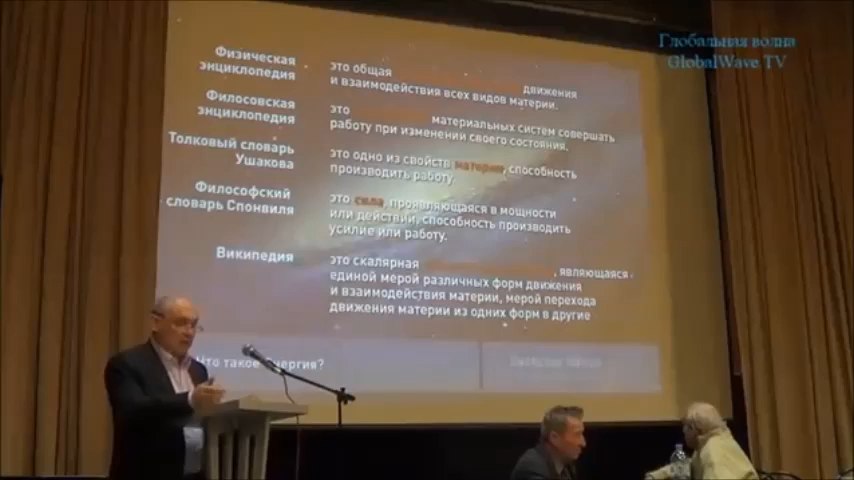 Глобальная волна
GlobalWave TV
Физическая
энциклопедия
это общая
движения
и взаимодействия всех видов материи.
Филосовская
энциклопедия
это
материальных систем совершать
работу при изменении своего состояния.
Толковый словарь
Ушакова
это одно из свойств материи, способность
производить работу.
Философский
словарь Спонвиля
это сила, проявляющаяся в мощности
или действии, способность производить
усилие или работу.
Википедия
это скалярная
, являющаяся
единой мерой различных форм движения
и взаимодействия материи, мерой перехода
движения материи из одних форм в другие
Что такое Энергия?